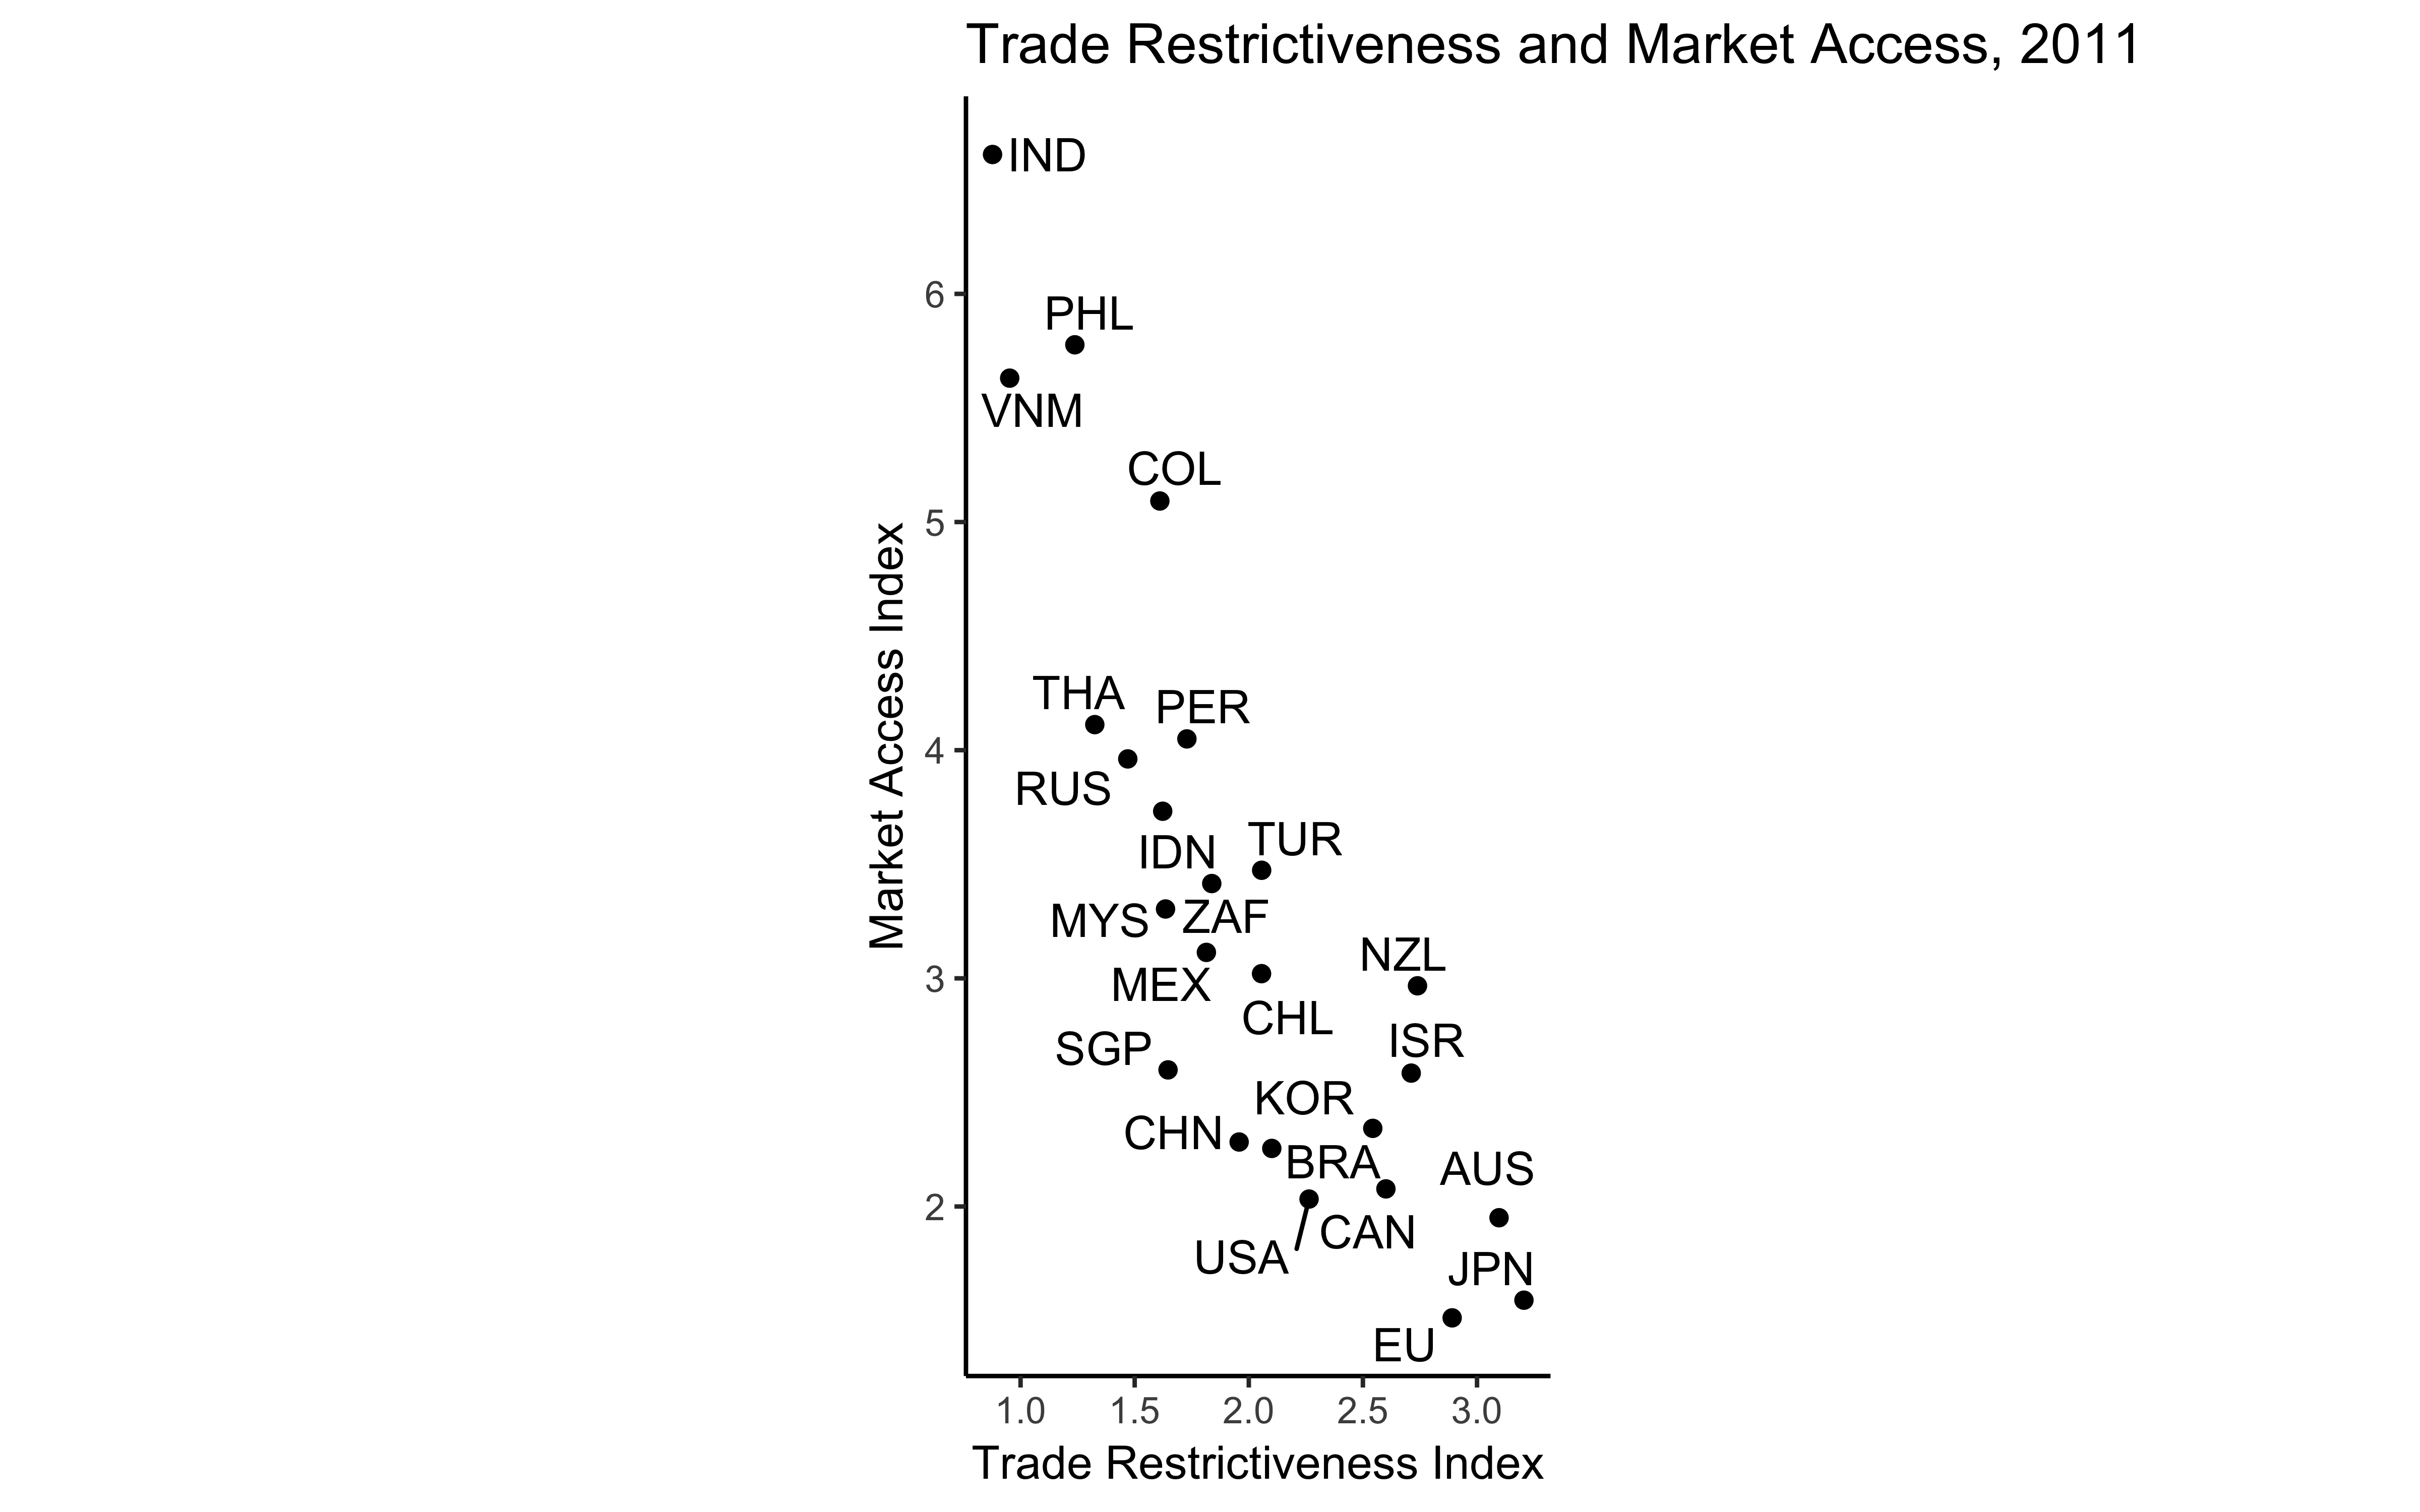 Trade Restrictiveness and Market Access, 2011
IND
6
PHL
VNM
COL
5
Market Access Index
THA
PER
4
RUS
TUR
IDN
MYS
ZAF
NZL
3
MEX
CHL
ISR
SGP
KOR
CHN
BRA
AUS
2
CAN
USA
JPN
EU
1.0 1.5 2.0 2.5 3.0
Trade Restrictiveness Index